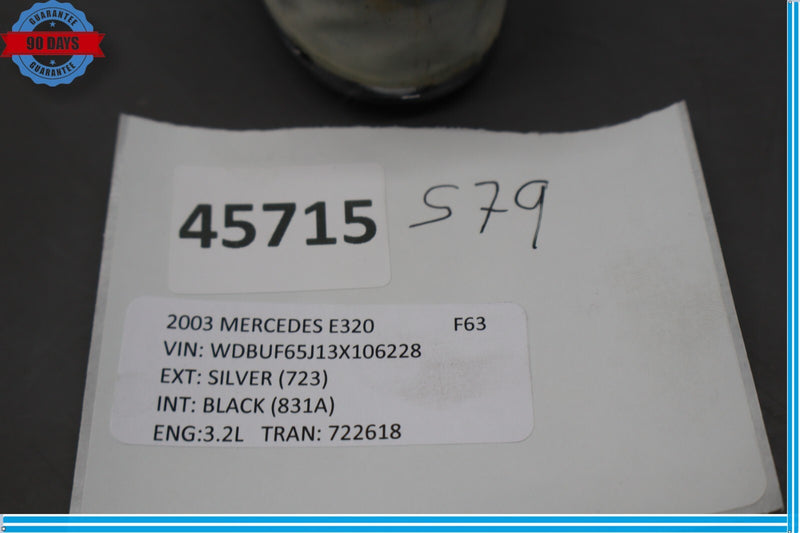 GUARANTEE
90 DAYS
GUARANTEE
45715 S79
2003 MERCEDES E320 F63
VIN: WDBUF65J13X106228
EXT: SILVER (723)
INT: BLACK (831A)
ENG:3.2L TRAN: 722618